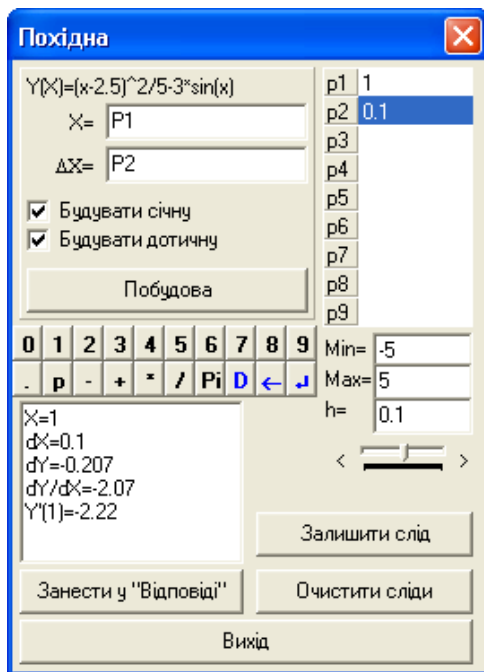 Похідна
Y(X)=(x-2.5)^2/5-3*sin(x)
X= P1
ΔX= P2
Будувати січну
Будувати дотичну
Побудова
p1 1
p2 0.1
p3
p4
p5
p6
p7
p8
p9
0 1 2 3 4 5 6 7 8 9
. p - + * / Pi D ← ↲
Min= -5
Max= 5
h= 0.1
< >
X=1
dX=0.1
dY=-0.207
dY/dX=-2.07
Y'(1)=-2.22
Залишити слід
Занести у "Відповіді"
Очистити сліди
Вихід